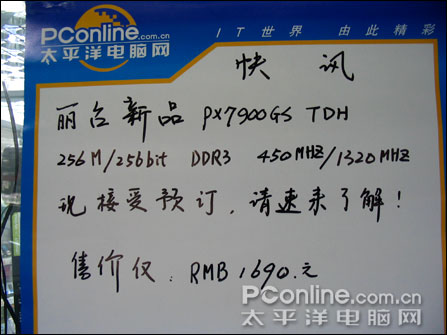 PConline.com.cn
太平洋电脑网
IT世界 由此精彩
快讯
丽台新品 PX7900GS TDH
256M/256bit DDR3 450MHZ/1320MHZ
现接受预订,请速来了解!
售价仅:RMB 1690.元
PConline.com.cn
太平洋电脑网